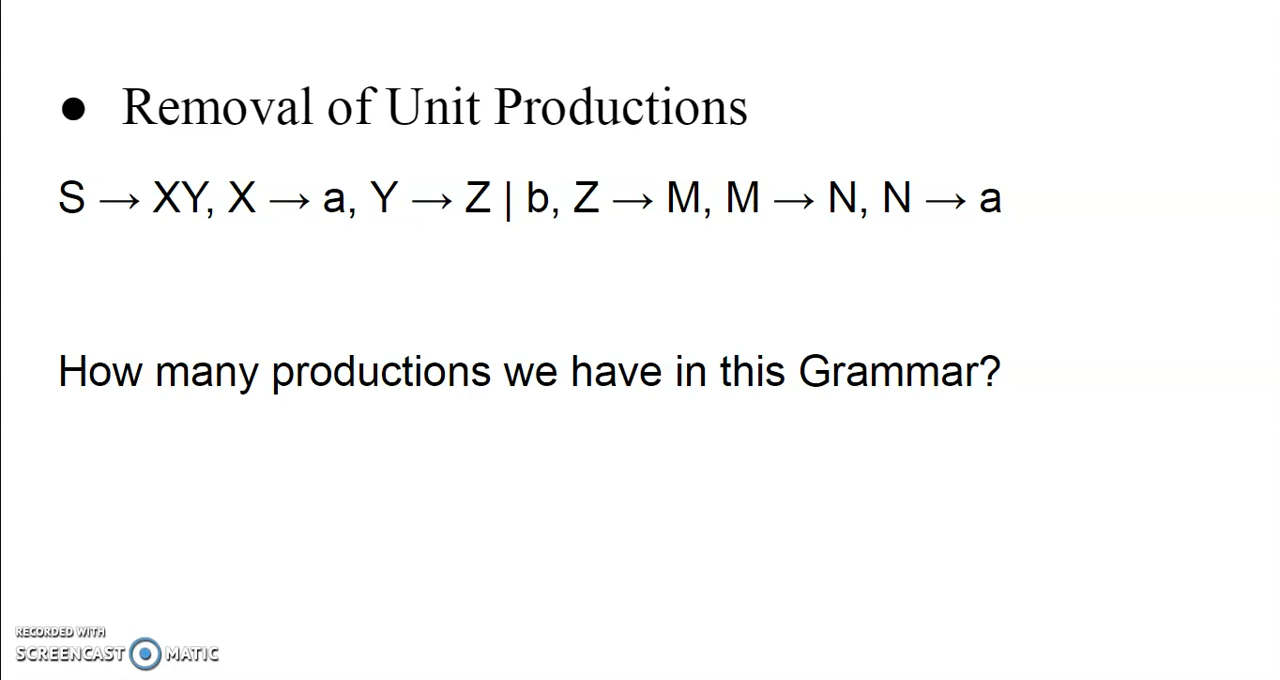 ● Removal of Unit Productions
S → XY, X → a, Y → Z | b, Z → M, M → N, N → a
How many productions we have in this Grammar?
RECORDED WITH
SCREENCAST MATIC